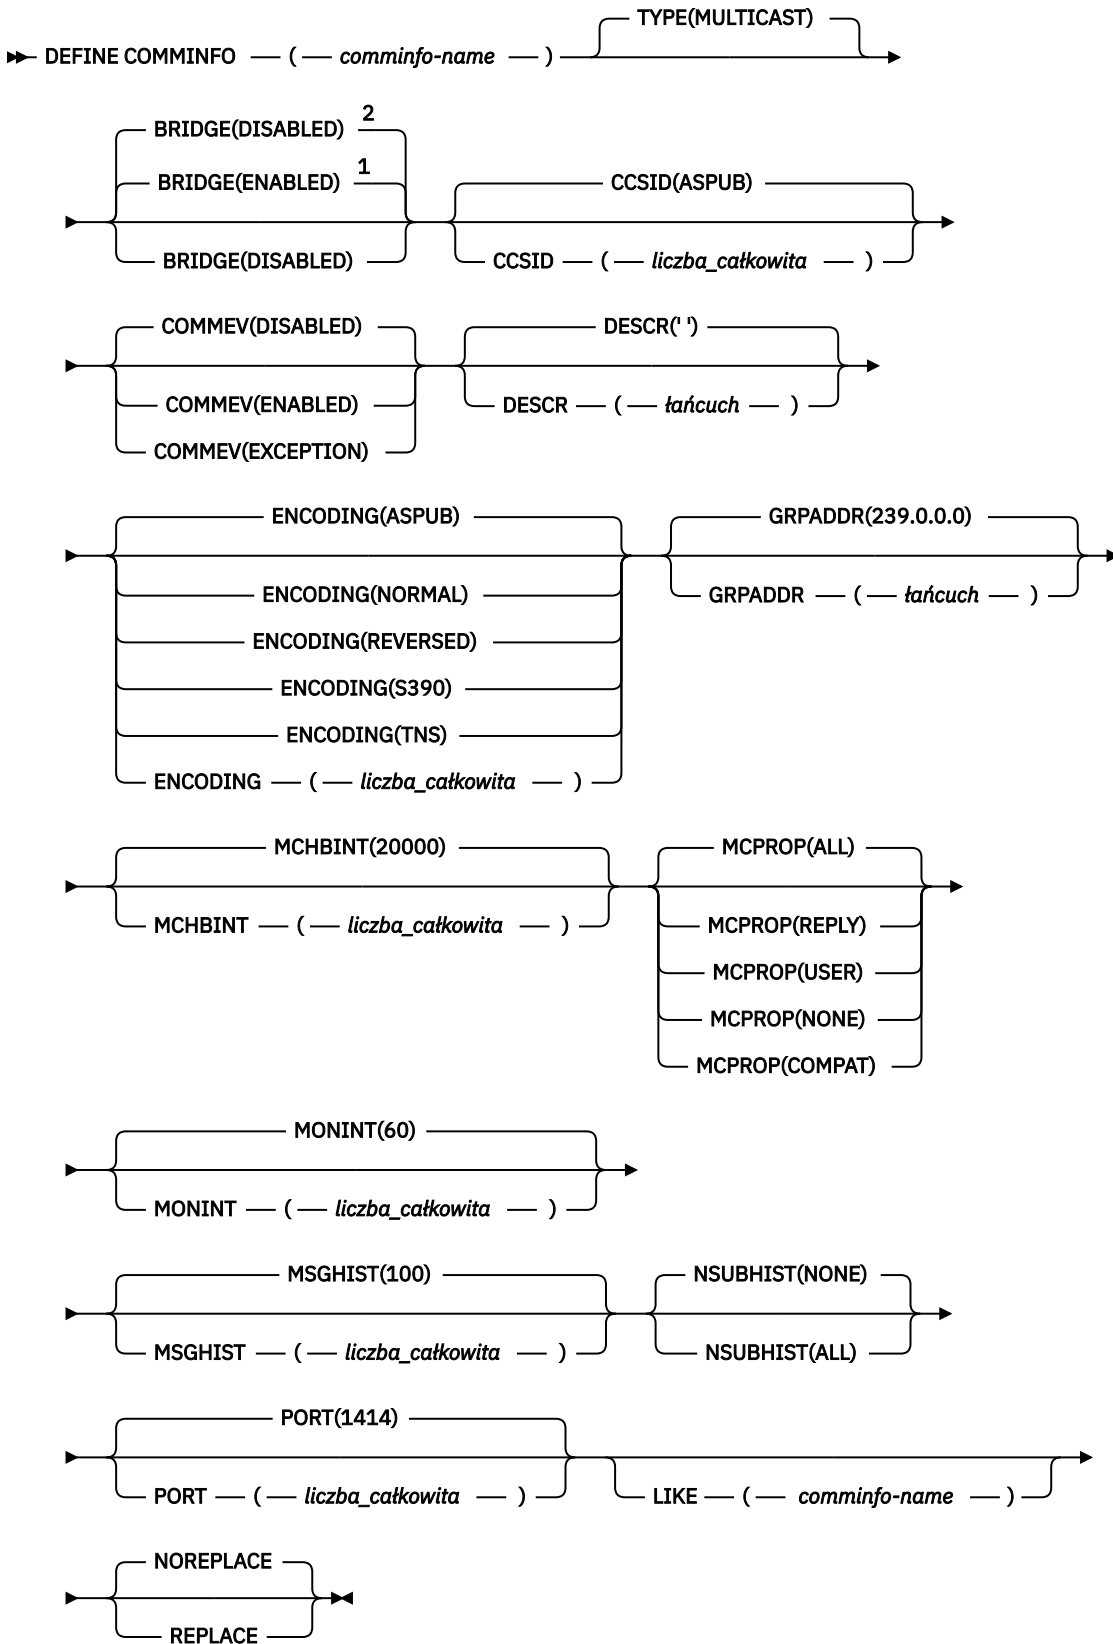 TYPE(MULTICAST)
DEFINE COMMINFO ( comminfo-name )
BRIDGE(DISABLED) 2
BRIDGE(ENABLED) 1
CCSID(ASPUB)
BRIDGE(DISABLED)
CCSID ( liczba_całkowita )
COMMEV(DISABLED)
DESCR(' ')
COMMEV(ENABLED)
DESCR ( łańcuch )
COMMEV(EXCEPTION)
ENCODING(ASPUB)
GRPADDR(239.0.0.0)
ENCODING(NORMAL)
GRPADDR ( łańcuch )
ENCODING(REVERSED)
ENCODING(S390)
ENCODING(TNS)
ENCODING ( liczba_całkowita )
MCHBINT(20000)
MCPROP(ALL)
MCHBINT ( liczba_całkowita )
MCPROP(REPLY)
MCPROP(USER)
MCPROP(NONE)
MCPROP(COMPAT)
MONINT(60)
MONINT ( liczba_całkowita )
MSGHIST(100)
NSUBHIST(NONE)
MSGHIST ( liczba_całkowita )
NSUBHIST(ALL)
PORT(1414)
PORT ( liczba_całkowita )
LIKE ( comminfo-name )
NOREPLACE
REPLACE